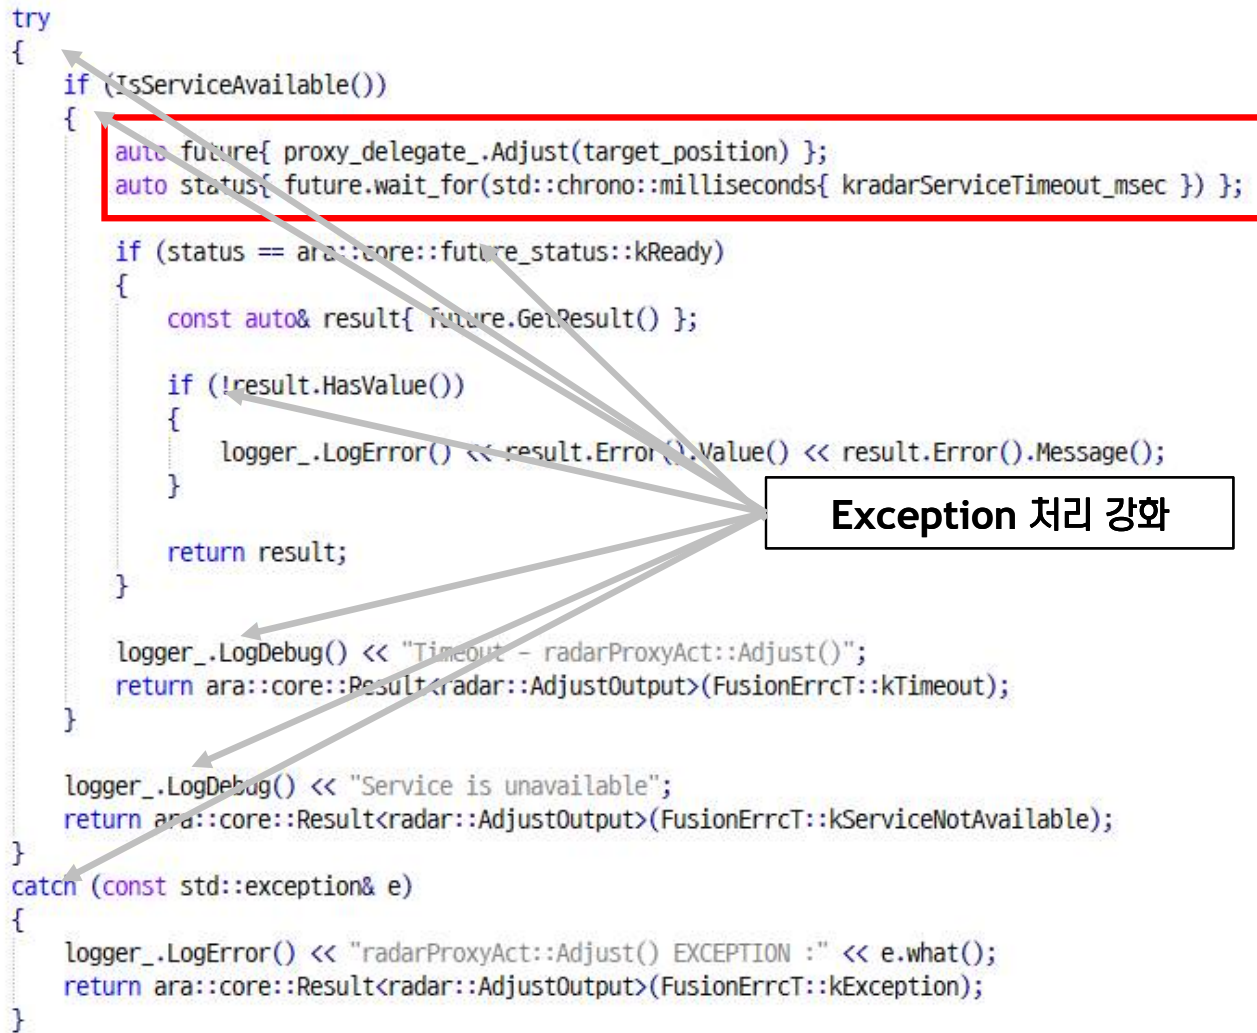 try
{
if (IsServiceAvailable())
{
auto future{ proxy_delegate_.Adjust(target_position) };
auto status{ future.wait_for(std::chrono::milliseconds{ kradarServiceTimeout_msec }) };
if (status == ara::core::future_status::kReady)
{
const auto& result{ future.GetResult() };
if (!result.HasValue())
{
logger_.LogError() << result.Error().Value() << result.Error().Message();
}
Exception 처리 강화
return result;
}
logger_.LogDebug() << "Timeout - radarProxyAct::Adjust()";
return ara::core::Result<radar::AdjustOutput>(FusionErrcT::kTimeout);
}
logger_.LogDebug() << "Service is unavailable";
return ara::core::Result<radar::AdjustOutput>(FusionErrcT::kServiceNotAvailable);
}
catch (const std::exception& e)
{
logger_.LogError() << "radarProxyAct::Adjust() EXCEPTION :" << e.what();
return ara::core::Result<radar::AdjustOutput>(FusionErrcT::kException);
}